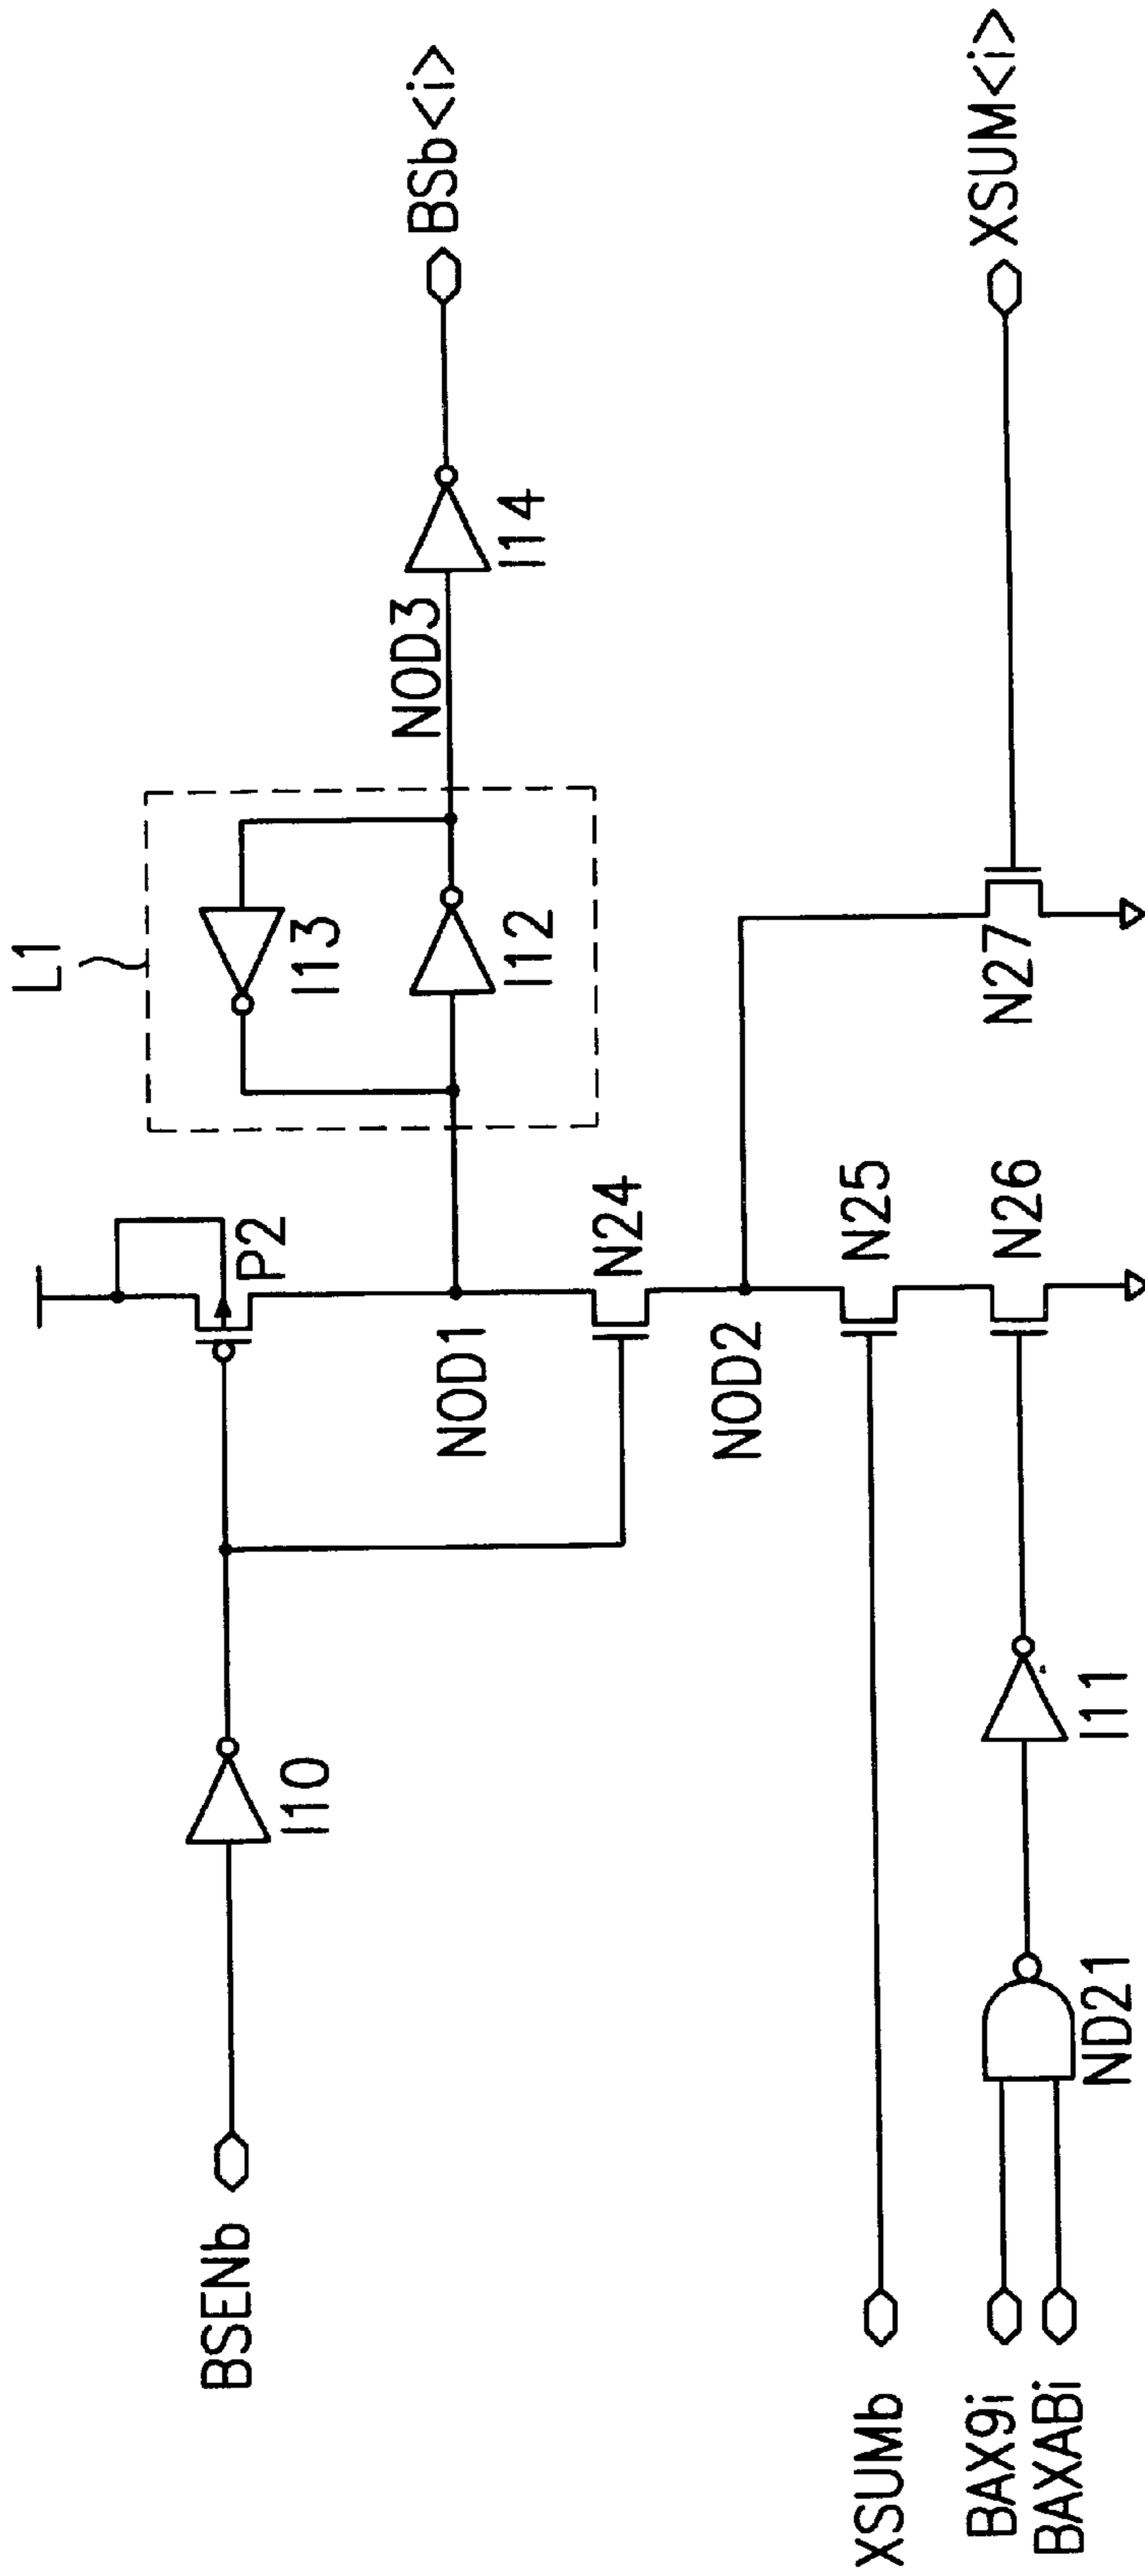 L1
I13
P2
I10
BSENb
BSb<i>
I14
NOD3
I12
NOD1
N24
NOD2
N25
XSUMb
XSUM<i>
N27
N26
I11
ND21
BAX9i
BAXABi